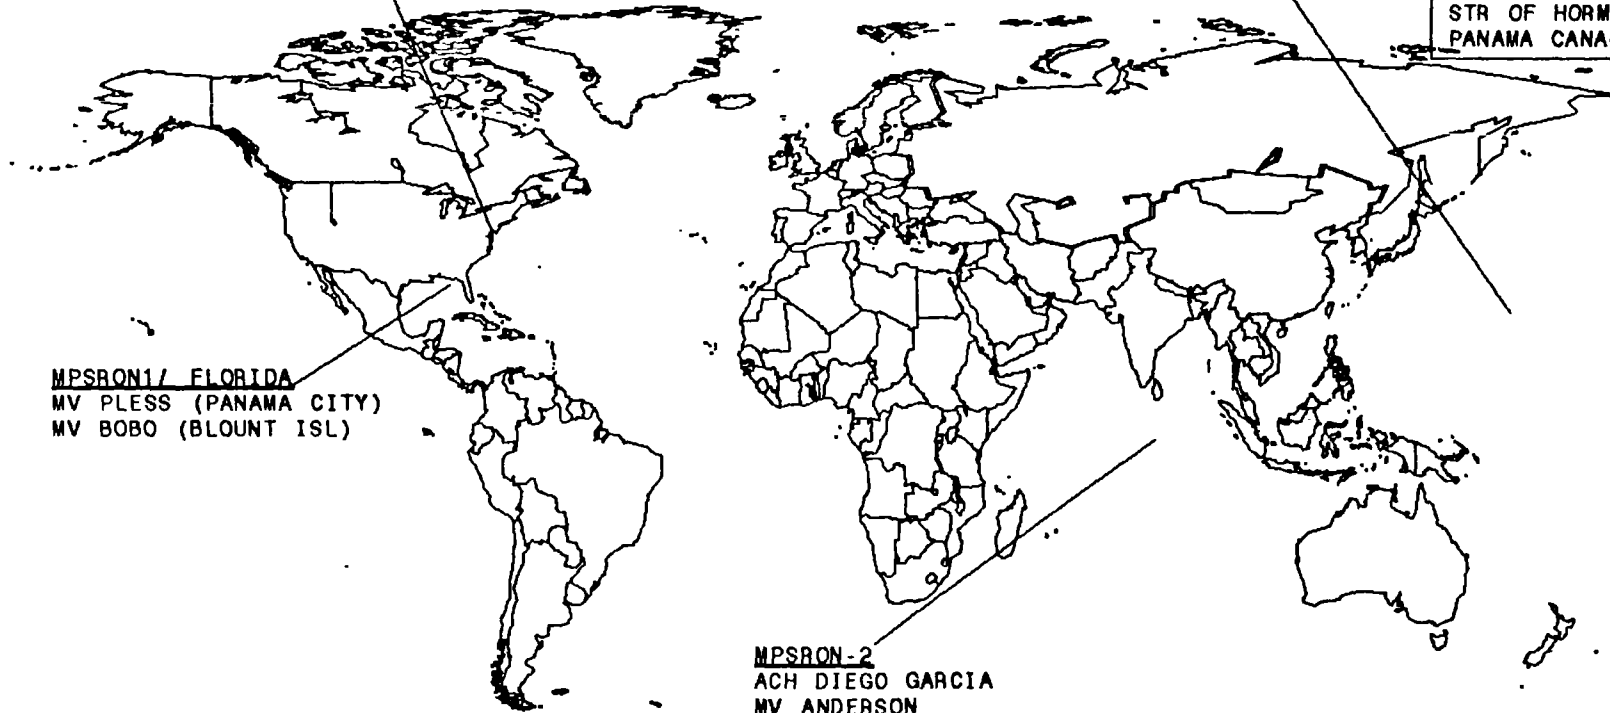 STR OF HORM
PANAMA CANA
MPSRON1/ FLORIDA
MV PLESS (PANAMA CITY)
MV BOBO (BLOUNT ISL)
MPSRON-2
ACH DIEGO GARCIA
MV ANDERSON